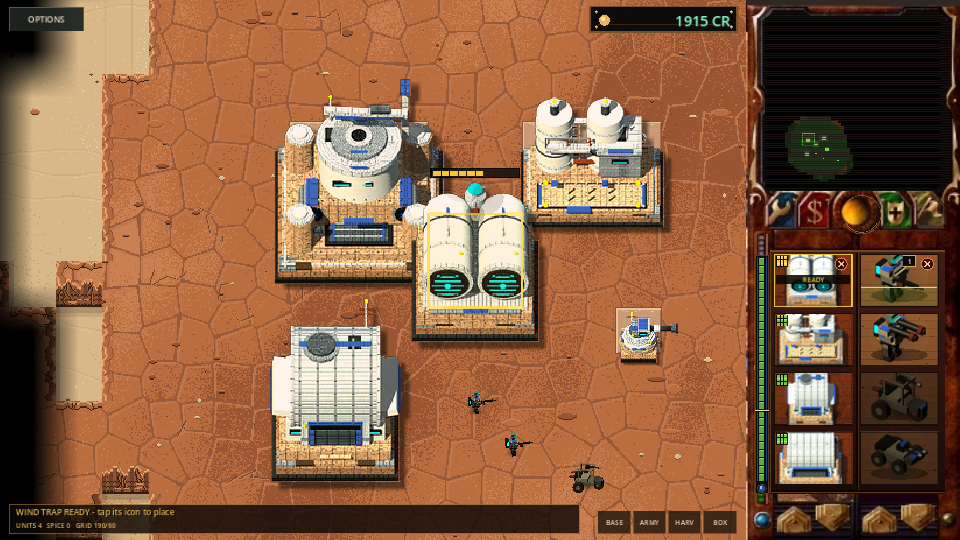 OPTIONS
1915 CR
READY
1
WIND TRAP READY - tap its icon to place
UNITS 4 SPICE 0 GRID 190/80
BASE
ARMY
HARV
BOX